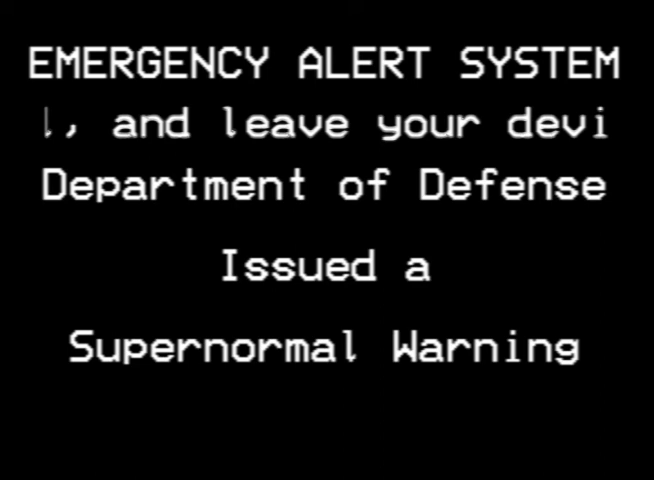 EMERGENCY ALERT SYSTEM
, and leave your devi
Department of Defense
Issued a
Supernormal Warning